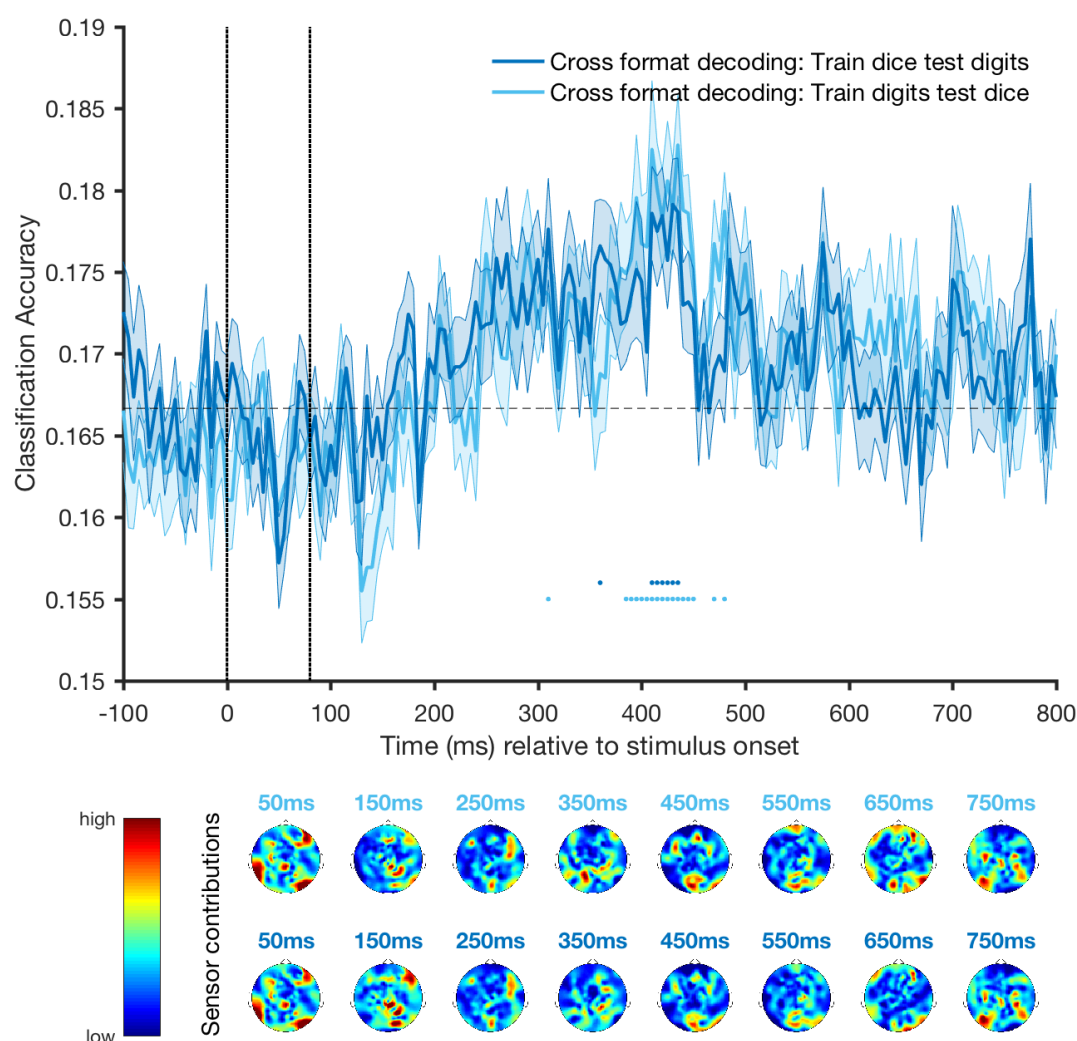 0.19
0.185
0.18
0.175
0.17
0.165
0.16
0.155
0.15
Classification Accuracy
Cross format decoding: Train dice test digits
Cross format decoding: Train digits test dice
-100 0 100 200 300 400 500 600 700 800
Time (ms) relative to stimulus onset
high
low
Sensor contributions
50ms 150ms 250ms 350ms 450ms 550ms 650ms 750ms
50ms 150ms 250ms 350ms 450ms 550ms 650ms 750ms